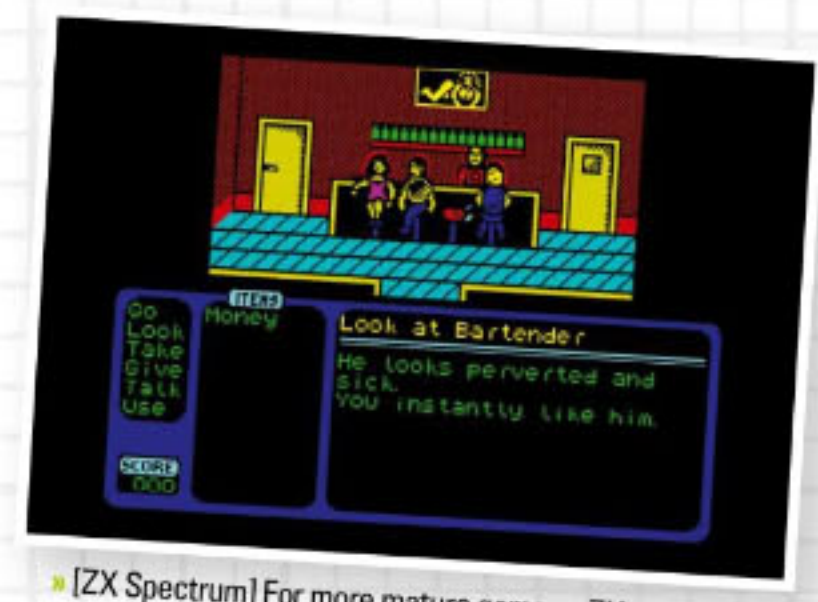 Go
Look
Take
Give
Talk
Use
ITEMS
Money
SCORE
000
Look at Bartender
He looks perverted and
sick.
You instantly like him.
» [ZX Spectrum] For more mature